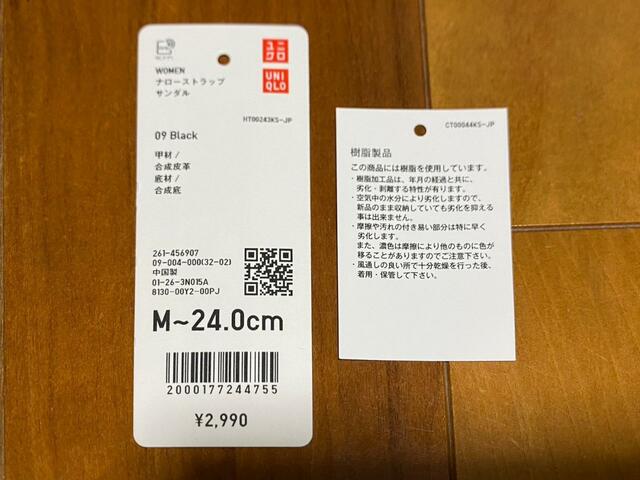 ユニ
クロ
UNI
QLO
WOMEN
ナローストラップ
サンダル
HT00243KS-JP
09 Black
甲材/
合成皮革
底材/
合成底
261-456907
09-004-000(32-02)
中国製
01-26-3N015A
8130-00Y2-00PJ
M~24.0cm
2000177244755
¥2,990
CT00044KS-JP
樹脂製品
この商品には樹脂を使用しています。
・樹脂加工品は、年月の経過と共に、
劣化・剥離する特性が有ります。
・空気中の水分により劣化しますので、
新品のまま収納していても劣化を抑える
事は出来ません。
・摩擦や汚れの付き易い部分は特に早く
劣化します。
また、濃色は摩擦により他のものに色が
移ることがありますのでご注意下さい。
・風通しの良い所で十分乾燥を行った後、
着用・保管して下さい。